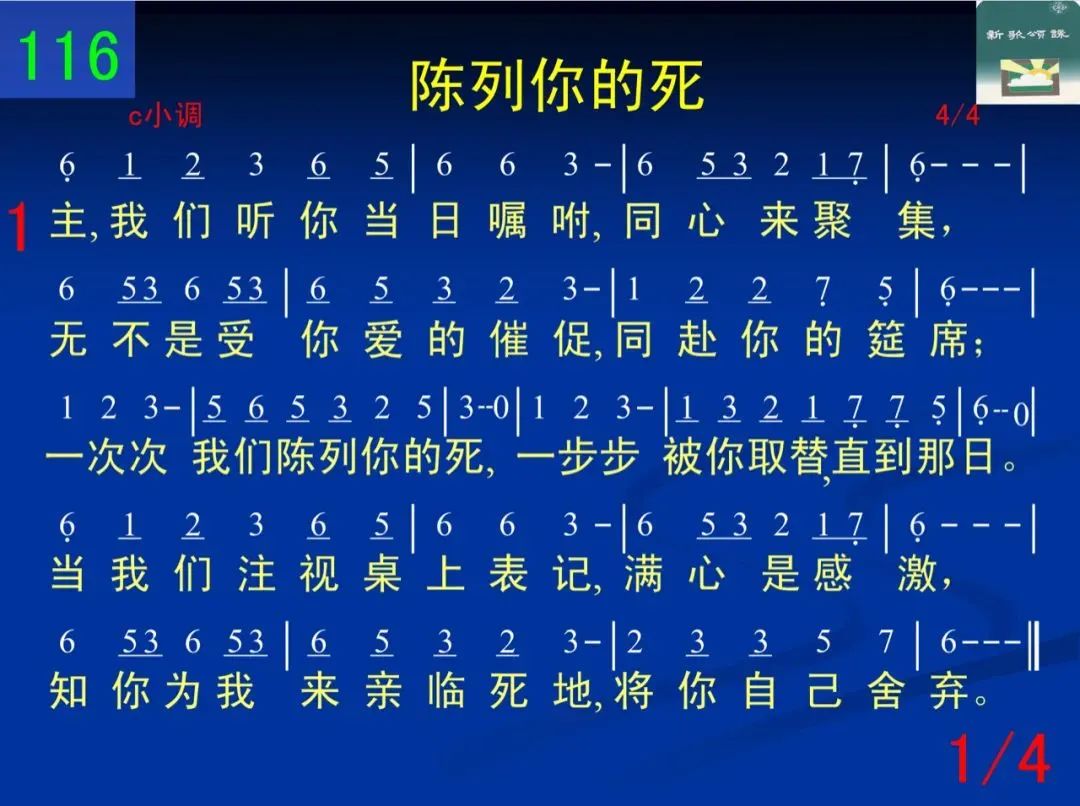 116
陈列你的死
新歌頌課
c小调
4/4
6̣ 1 2 3 6 5 | 6 6 3 - | 6 5 3 2 1 7̣ | 6̣ - - - |
1 主, 我 们 听 你 当 日 嘱 咐, 同 心 来 聚 集,
6 53 6 53 | 6 5 3 2 3- | 1 2 2 7̣ 5̣ | 6̣--- |
无 不 是 受 你 爱 的 催 促, 同 赴 你 的 筵 席;
1 2 3- | 5 6 5 3 2 5 | 3--0 | 1 2 3- | 1 3 2 1 7̣ 7̣ 5̣ | 6̣--0 |
一次次 我们陈列你的死, 一步步 被你取替,直到那日。
6̣ 1 2 3 6 5 | 6 6 3 - | 6 5 3 2 1 7̣ | 6̣ - - - |
当 我 们 注 视 桌 上 表 记, 满 心 是 感 激,
6 53 6 53 | 6 5 3 2 3- | 2 3 3 5 7 | 6--- ‖
知 你 为 我 来 亲 临 死 地, 将 你 自 己 舍 弃。
1/4